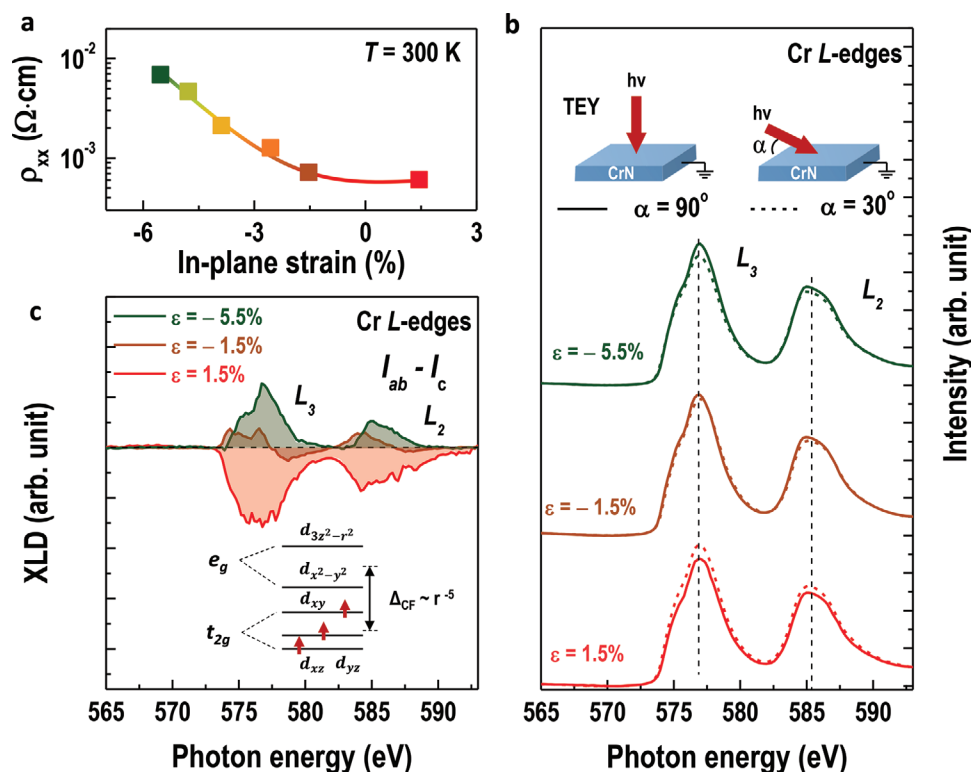 a
T = 300 K
10⁻²
10⁻³
ρxx (Ω·cm)
-6 -3 0 3
In-plane strain (%)
c
ε = − 5.5%
ε = − 1.5%
ε = 1.5%
Cr L-edges
Iab - Ic
L3
L2
XLD (arb. unit)
d3z²−r²
eg
dx²−y²
dxy
ΔCF ~ r⁻⁵
t2g
dxz dyz
565 570 575 580 585 590
Photon energy (eV)
b
Cr L-edges
hν
hν
TEY
α
CrN
CrN
α = 90°
α = 30°
L3
L2
ε = − 5.5%
ε = − 1.5%
ε = 1.5%
Intensity (arb. unit)
565 570 575 580 585 590
Photon energy (eV)